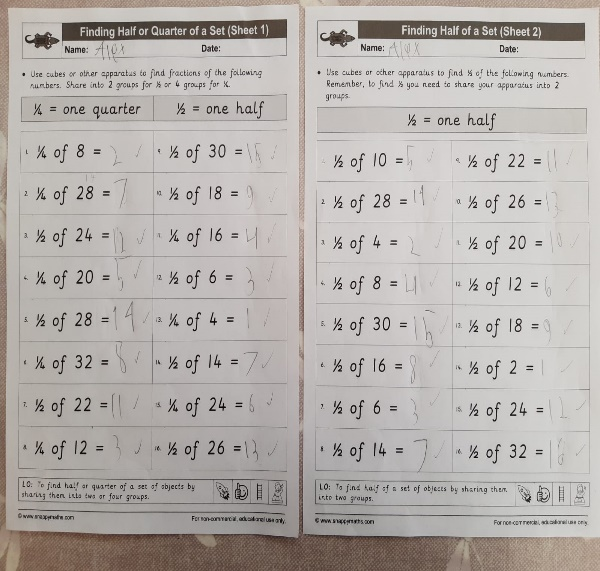 Finding Half or Quarter of a Set (Sheet 1)
Name: Alex Date:
• Use cubes or other apparatus to find fractions of the following
numbers. Share into 2 groups for ½ or 4 groups for ¼.
¼ = one quarter ½ = one half
1. ¼ of 8 = 2 ✓ 9. ½ of 30 = 15 ✓
2. ¼ of 28 = 7 10. ½ of 18 = 9 ✓
3. ½ of 24 = 12 ✓ 11. ¼ of 16 = 4 ✓
4. ¼ of 20 = 5 ✓ 12. ½ of 6 = 3 ✓
5. ½ of 28 = 14 ✓ 13. ¼ of 4 = 1 ✓
6. ¼ of 32 = 8 ✓ 14. ½ of 14 = 7 ✓
7. ½ of 22 = 11 ✓ 15. ¼ of 24 = 6 ✓
8. ¼ of 12 = 3 ✓ 16. ½ of 26 = 13 ✓
LO: To find half or quarter of a set of objects by
sharing them into two or four groups.
© www.snappymaths.com For non-commercial, educational use only.
Finding Half of a Set (Sheet 2)
Name: Alex Date:
• Use cubes or other apparatus to find ½ of the following numbers.
Remember, to find ½ you need to share your apparatus into 2
groups.
½ = one half
1. ½ of 10 = 5 ✓ 9. ½ of 22 = 11 ✓
2. ½ of 28 = 14 ✓ 10. ½ of 26 = 13
3. ½ of 4 = 2 ✓ 11. ½ of 20 = 10 ✓
4. ½ of 8 = 4 ✓ 12. ½ of 12 = 6 ✓
5. ½ of 30 = 15 ✓ 13. ½ of 18 = 9 ✓
6. ½ of 16 = 8 ✓ 14. ½ of 2 = 1 ✓
7. ½ of 6 = 3 ✓ 15. ½ of 24 = 12 ✓
8. ½ of 14 = 7 ✓ 16. ½ of 32 = 16 ✓
LO: To find half of a set of objects by sharing them
into two groups.
© www.snappymaths.com For non-commercial, educational use only.